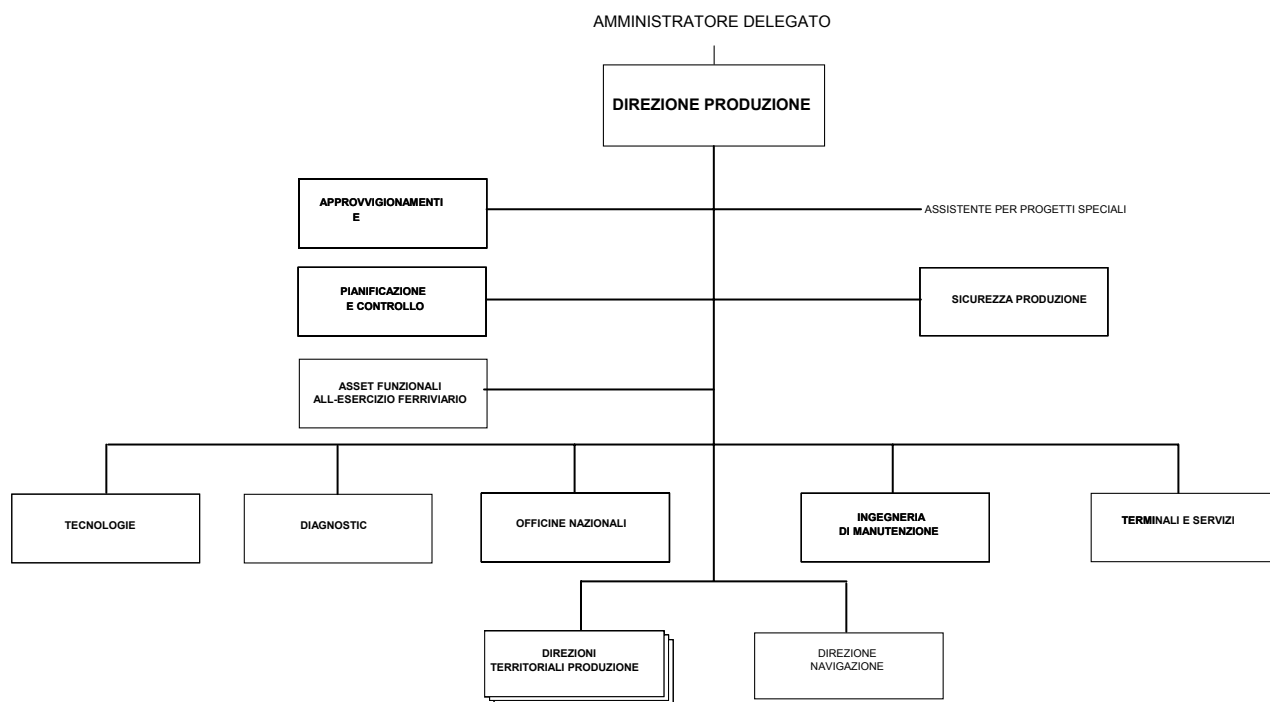 AMMINISTRATORE DELEGATO
DIREZIONE PRODUZIONE
APPROVVIGIONAMENTI
E
ASSISTENTE PER PROGETTI SPECIALI
PIANIFICAZIONE
E CONTROLLO
SICUREZZA PRODUZIONE
ASSET FUNZIONALI
ALL-ESERCIZIO FERRIVIARIO
TECNOLOGIE
DIAGNOSTIC
OFFICINE NAZIONALI
INGEGNERIA
DI MANUTENZIONE
TERMINALI E SERVIZI
DIREZIONI
TERRITORIALI PRODUZIONE
DIREZIONE
NAVIGAZIONE